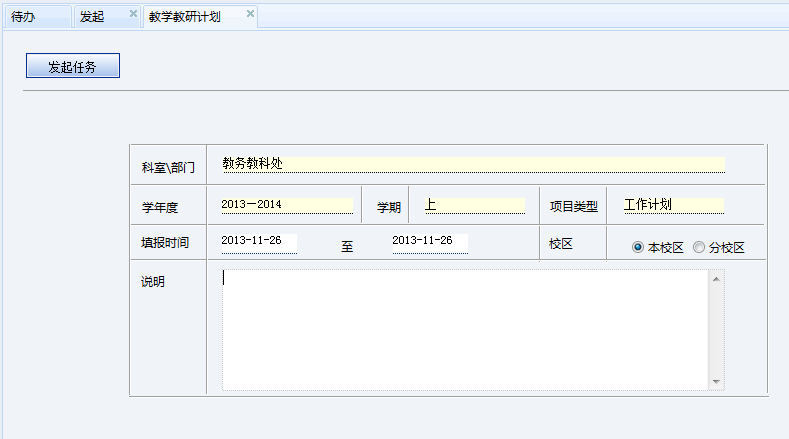 待办 发起 教学教研计划
发起任务
科室\部门 教务教科处
学年度 2013—2014 学期 上 项目类型 工作计划
填报时间 2013-11-26 至 2013-11-26 校区 本校区 分校区
说明